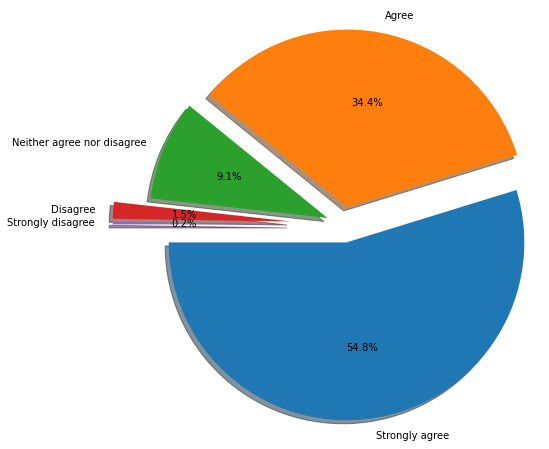 Agree
34.4%
Neither agree nor disagree
9.1%
Disagree
1.5%
Strongly disagree
0.2%
54.8%
Strongly agree